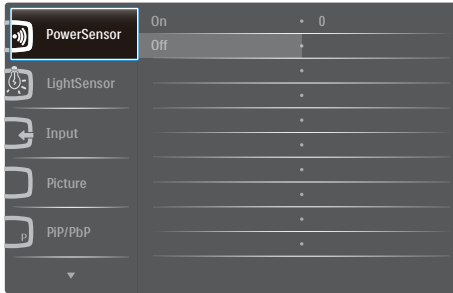 PowerSensor
On • 0
Off •
LightSensor
•
•
Input
•
•
Picture
•
•
P
PiP/PbP
•
▼